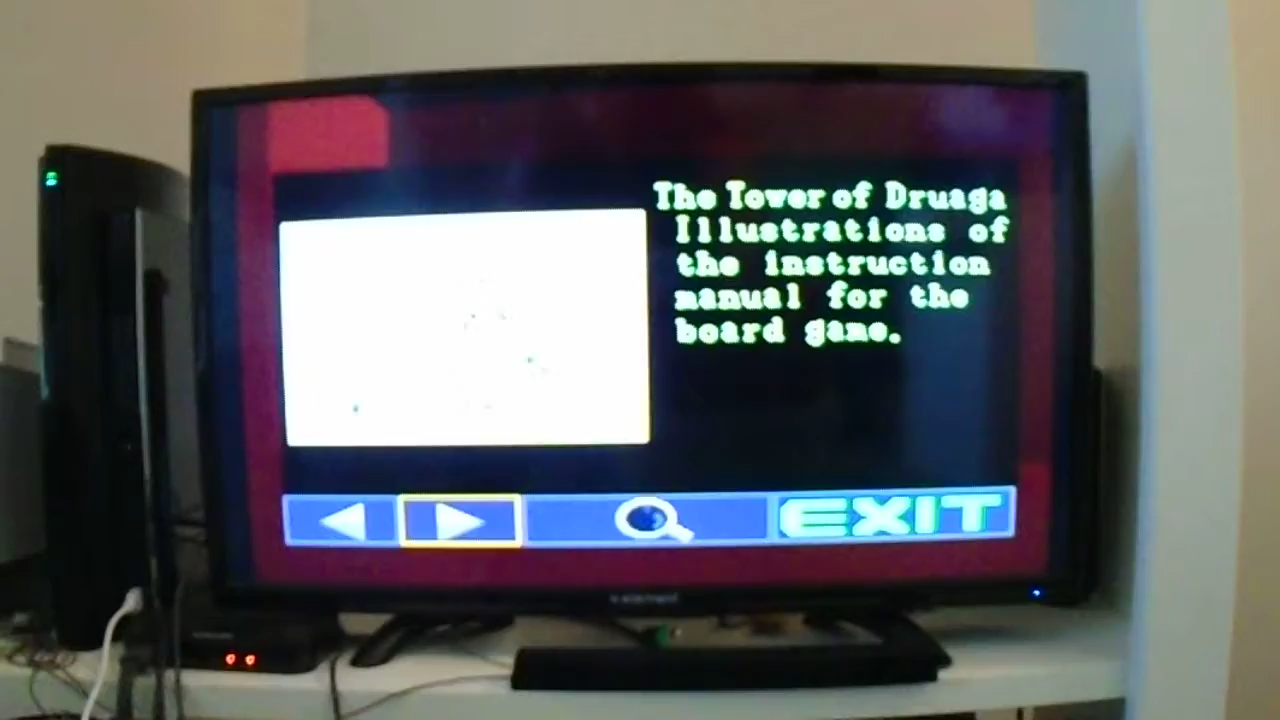 The Tower of Druaga
Illustrations of
the instruction
manual for the
board game.
EXIT